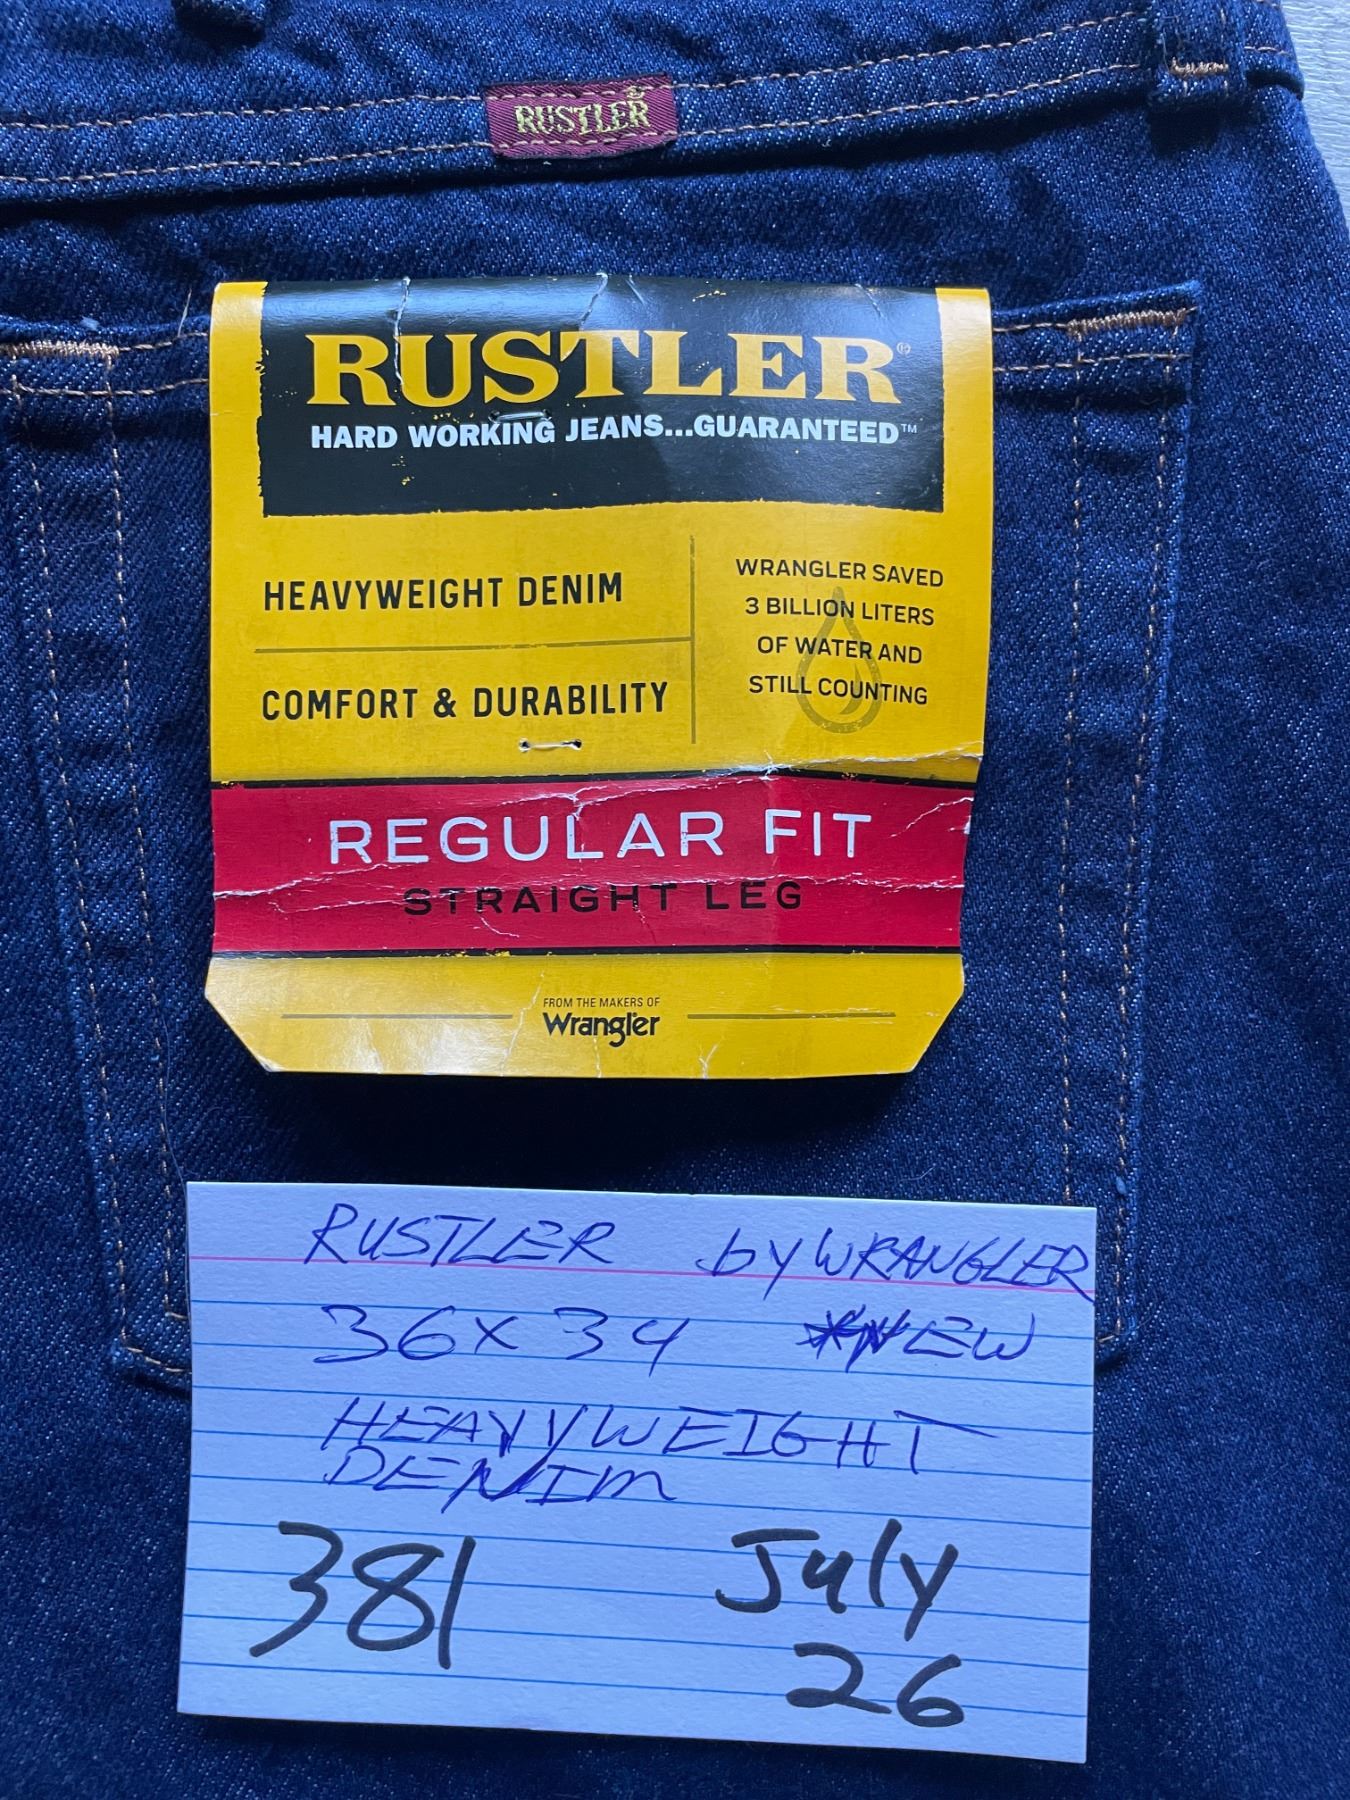 RUSTLER
RUSTLER®
HARD WORKING JEANS...GUARANTEED™
HEAVYWEIGHT DENIM
COMFORT & DURABILITY
WRANGLER SAVED
3 BILLION LITERS
OF WATER AND
STILL COUNTING
REGULAR FIT
STRAIGHT LEG
FROM THE MAKERS OF
Wrangler
RUSTLER by WRANGLER
36x34 *NEW
HEAVYWEIGHT
DENIM
381 July
26